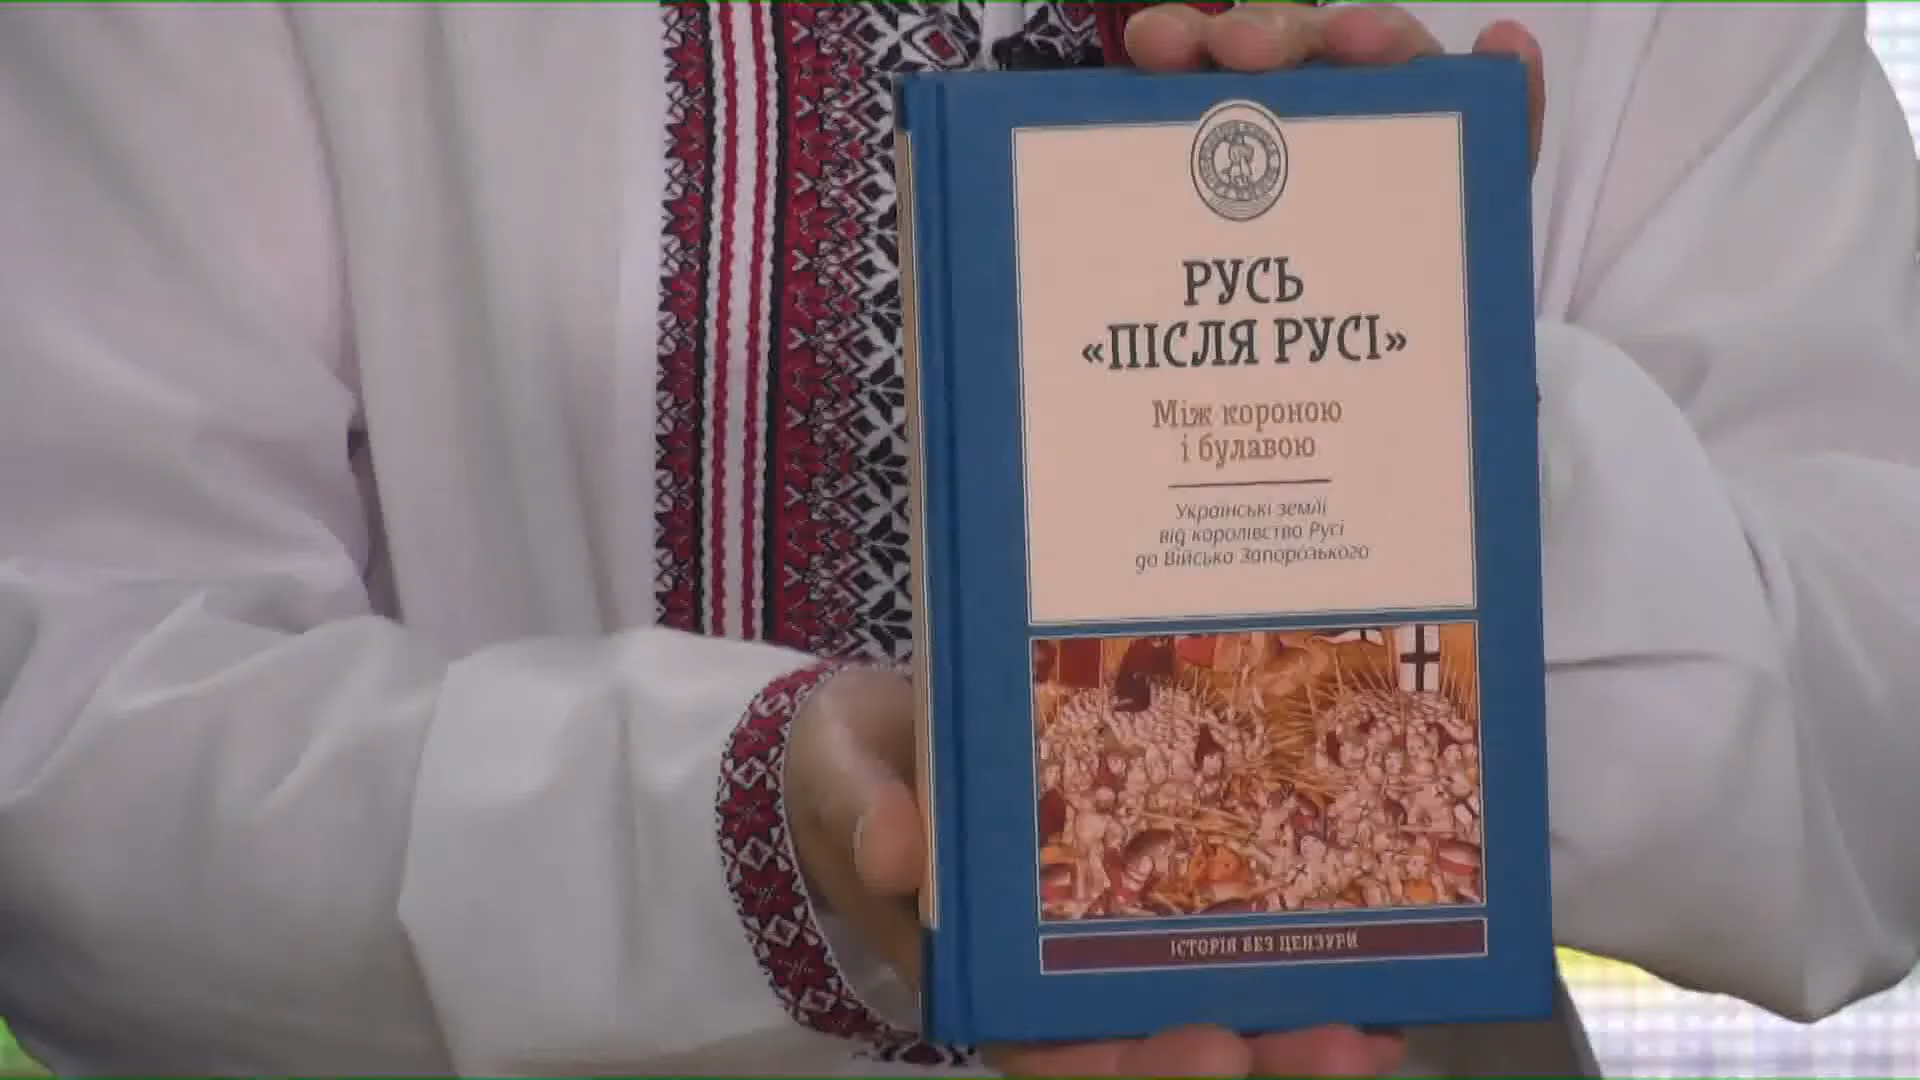 РУСЬ
«ПІСЛЯ РУСІ»
Між короною
і булавою
Українські землі
від королівства Русі
до Війська Запорозького
ІСТОРІЯ БЕЗ ЦЕНЗУРИ